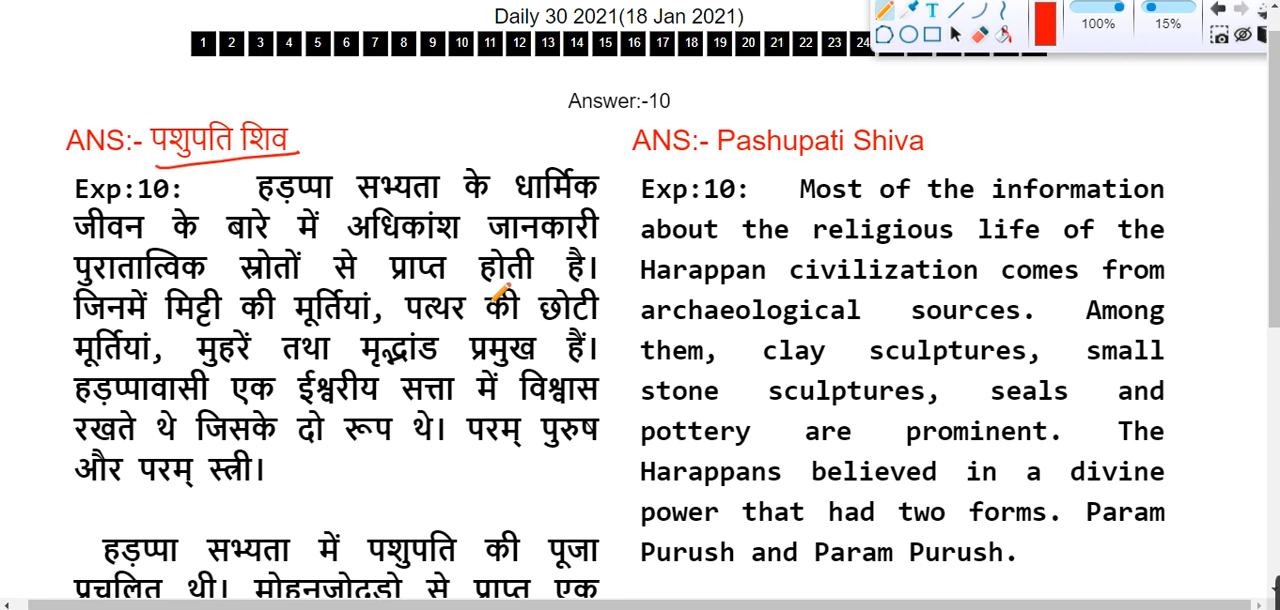 Daily 30 2021(18 Jan 2021)
1 2 3 4 5 6 7 8 9 10 11 12 13 14 15 16 17 18 19 20 21 22 23 24
T
100% 15%
Answer:-10
ANS:- पशुपति शिव
Exp:10: हड़प्पा सभ्यता के धार्मिक
जीवन के बारे में अधिकांश जानकारी
पुरातात्विक स्रोतों से प्राप्त होती है।
जिनमें मिट्टी की मूर्तियां, पत्थर की छोटी
मूर्तियां, मुहरें तथा मृद्भांड प्रमुख हैं।
हड़प्पावासी एक ईश्वरीय सत्ता में विश्वास
रखते थे जिसके दो रूप थे। परम् पुरुष
और परम् स्त्री।
हड़प्पा सभ्यता में पशुपति की पूजा
प्रचलित थी। मोहनजोदड़ो से प्राप्त एक
ANS:- Pashupati Shiva
Exp:10: Most of the information
about the religious life of the
Harappan civilization comes from
archaeological sources. Among
them, clay sculptures, small
stone sculptures, seals and
pottery are prominent. The
Harappans believed in a divine
power that had two forms. Param
Purush and Param Purush.